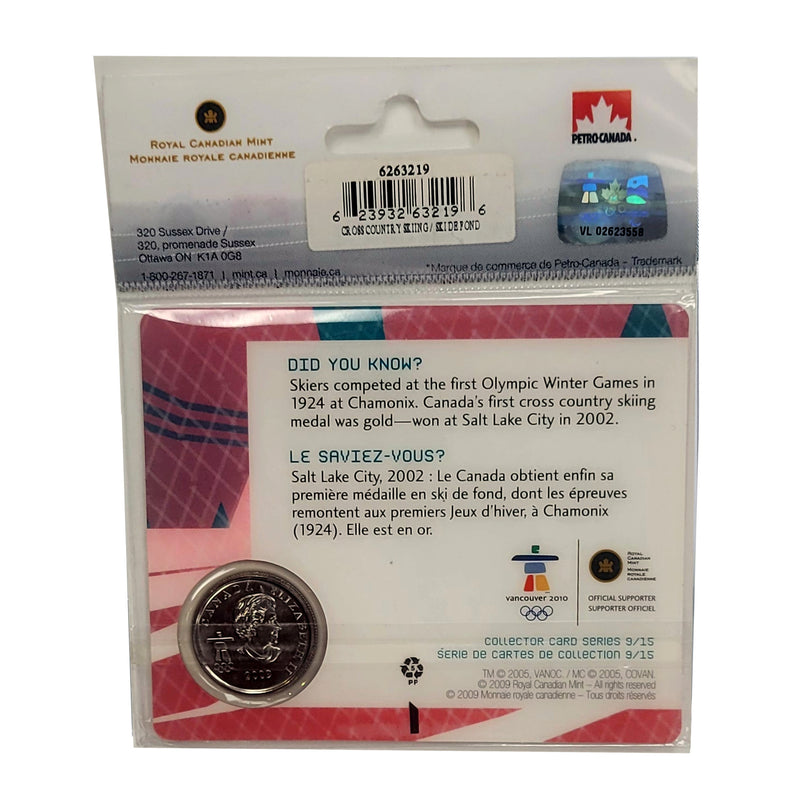 ROYAL CANADIAN MINT
MONNAIE ROYALE CANADIENNE
PETRO-CANADA
6263219
6 23932 63219 6
CROSS COUNTRY SKIING / SKI DE FOND
VL 02623558
320 Sussex Drive /
320, promenade Sussex
Ottawa ON K1A 0G8
1-800-267-1871 | mint.ca | monnaie.ca
*Marque de commerce de Petro-Canada – Trademark
DID YOU KNOW?
Skiers competed at the first Olympic Winter Games in
1924 at Chamonix. Canada's first cross country skiing
medal was gold—won at Salt Lake City in 2002.
LE SAVIEZ-VOUS?
Salt Lake City, 2002 : Le Canada obtient enfin sa
première médaille en ski de fond, dont les épreuves
remontent aux premiers Jeux d'hiver, à Chamonix
(1924). Elle est en or.
vancouver 2010
ROYAL
CANADIAN
MINT
MONNAIE
ROYALE
CANADIENNE
OFFICIAL SUPPORTER
SUPPORTER OFFICIEL
CANADA
ELIZABETH II
2009
COLLECTOR CARD SERIES 9/15
SÉRIE DE CARTES DE COLLECTION 9/15
5
PP
TM © 2005, VANOC. / MC © 2005, COVAN.
© 2009 Royal Canadian Mint – All rights reserved
© 2009 Monnaie royale canadienne – Tous droits réservés